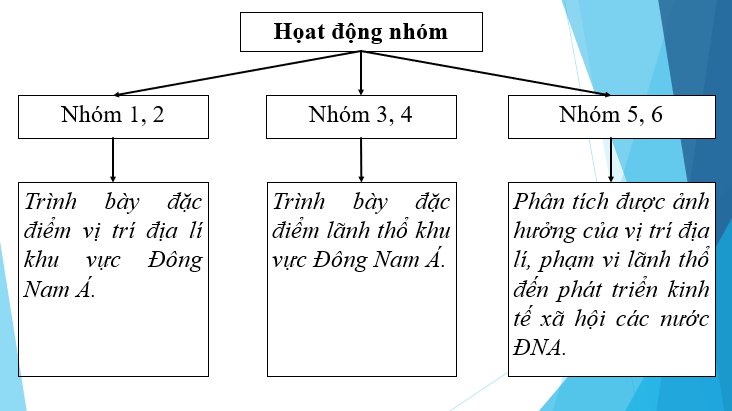 Họat động nhóm
Nhóm 1, 2
Nhóm 3, 4
Nhóm 5, 6
Trình bày đặc
điểm vị trí địa lí
khu vực Đông
Nam Á.
Trình bày đặc
điểm lãnh thổ khu
vực Đông Nam Á.
Phân tích được ảnh
hưởng của vị trí địa
lí, phạm vi lãnh thổ
đến phát triển kinh
tế xã hội các nước
ĐNA.